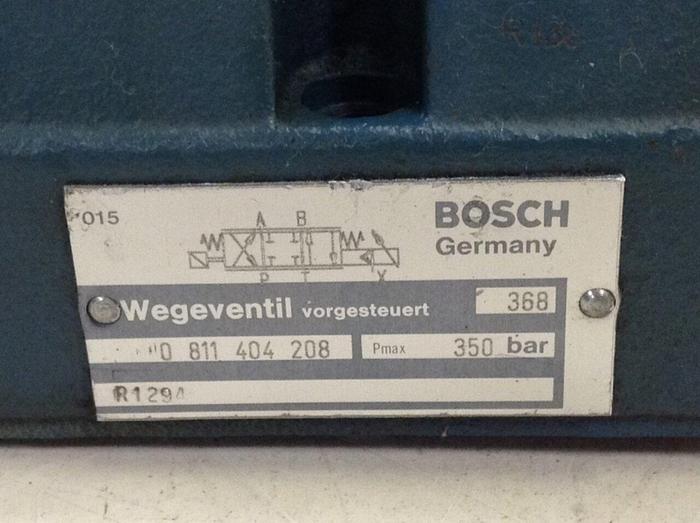 015
A B
BOSCH
Germany
P T X
Wegeventil vorgesteuert 368
0 811 404 208 Pmax 350 bar
R1294